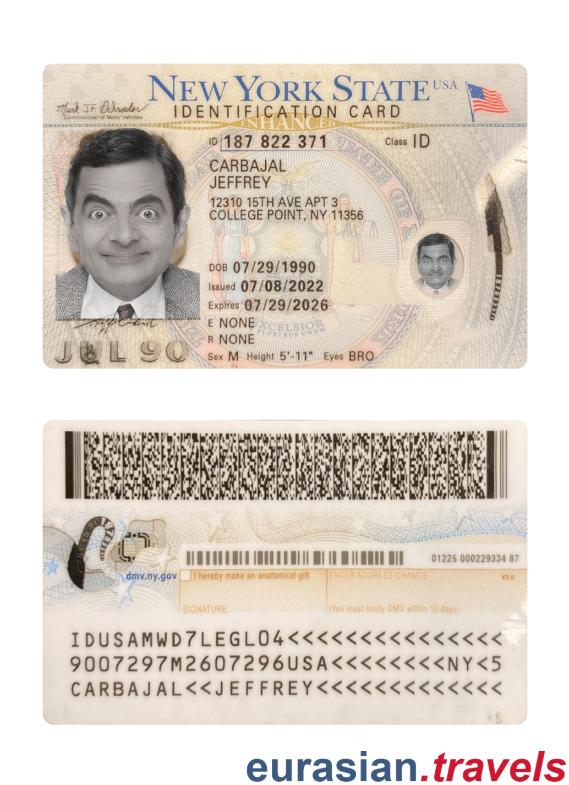 NEW YORK STATE USA
IDENTIFICATION CARD
ENHANCED
Mark J.F. Schroeder
Commissioner of Motor Vehicles
ID 187 822 371 Class ID
CARBAJAL
JEFFREY
12310 15TH AVE APT 3
COLLEGE POINT, NY 11356
DOB 07/29/1990
Issued 07/08/2022
Expires 07/29/2026
E NONE
R NONE
EXCELSIOR
E PLURIBUS UNUM
Sex M Height 5'-11" Eyes BRO
JUL 90
01225 000229334 87
dmv.ny.gov
I hereby make an anatomical gift
ENTER ADDRESS CHANGE
V3.0
SIGNATURE
(You must notify DMV within 10 days)
IDUSAMWD7LEGL04<<<<<<<<<<<<<<<
9007297M2607296USA<<<<<<<<<NY<5
CARBAJAL<<JEFFREY<<<<<<<<<<<<<
eurasian.travels